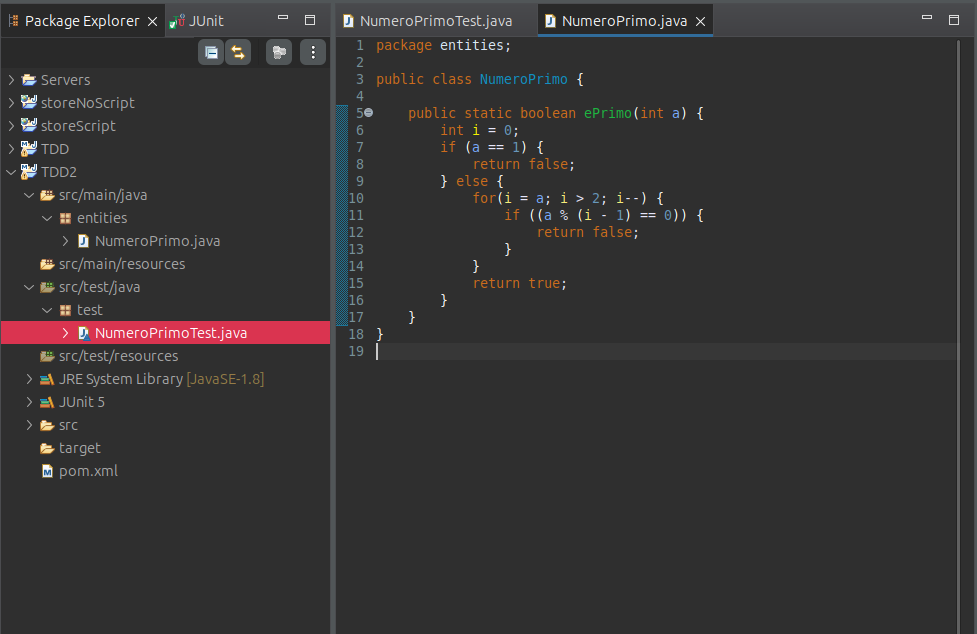 Package Explorer
JUnit
Servers
storeNoScript
storeScript
TDD
TDD2
src/main/java
entities
NumeroPrimo.java
src/main/resources
src/test/java
test
NumeroPrimoTest.java
src/test/resources
JRE System Library [JavaSE-1.8]
JUnit 5
src
target
pom.xml
NumeroPrimoTest.java
NumeroPrimo.java
1 package entities;
2
3 public class NumeroPrimo {
4
5     public static boolean ePrimo(int a) {
6         int i = 0;
7         if (a == 1) {
8             return false;
9         } else {
10             for(i = a; i > 2; i--) {
11                 if ((a % (i - 1) == 0)) {
12                     return false;
13                 }
14             }
15             return true;
16         }
17     }
18 }
19